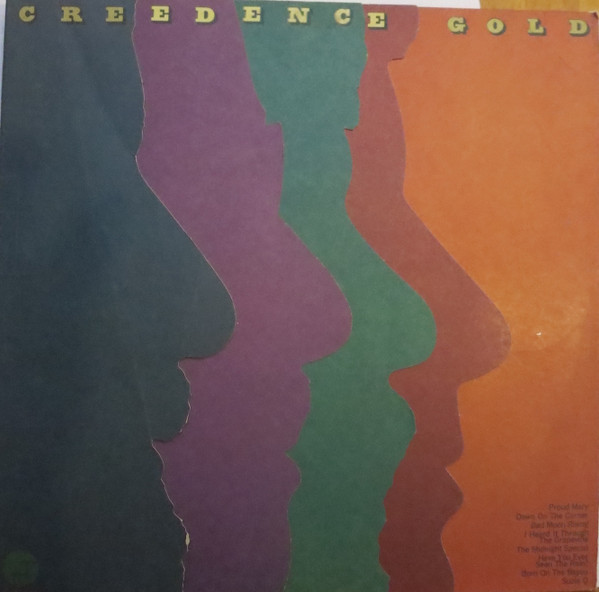 CREEDENCE GOLD
Proud Mary
Down On The Corner
Bad Moon Rising
I Heard It Through
The Grapevine
The Midnight Special
Have You Ever
Seen The Rain?
Born On The Bayou
Suzie Q